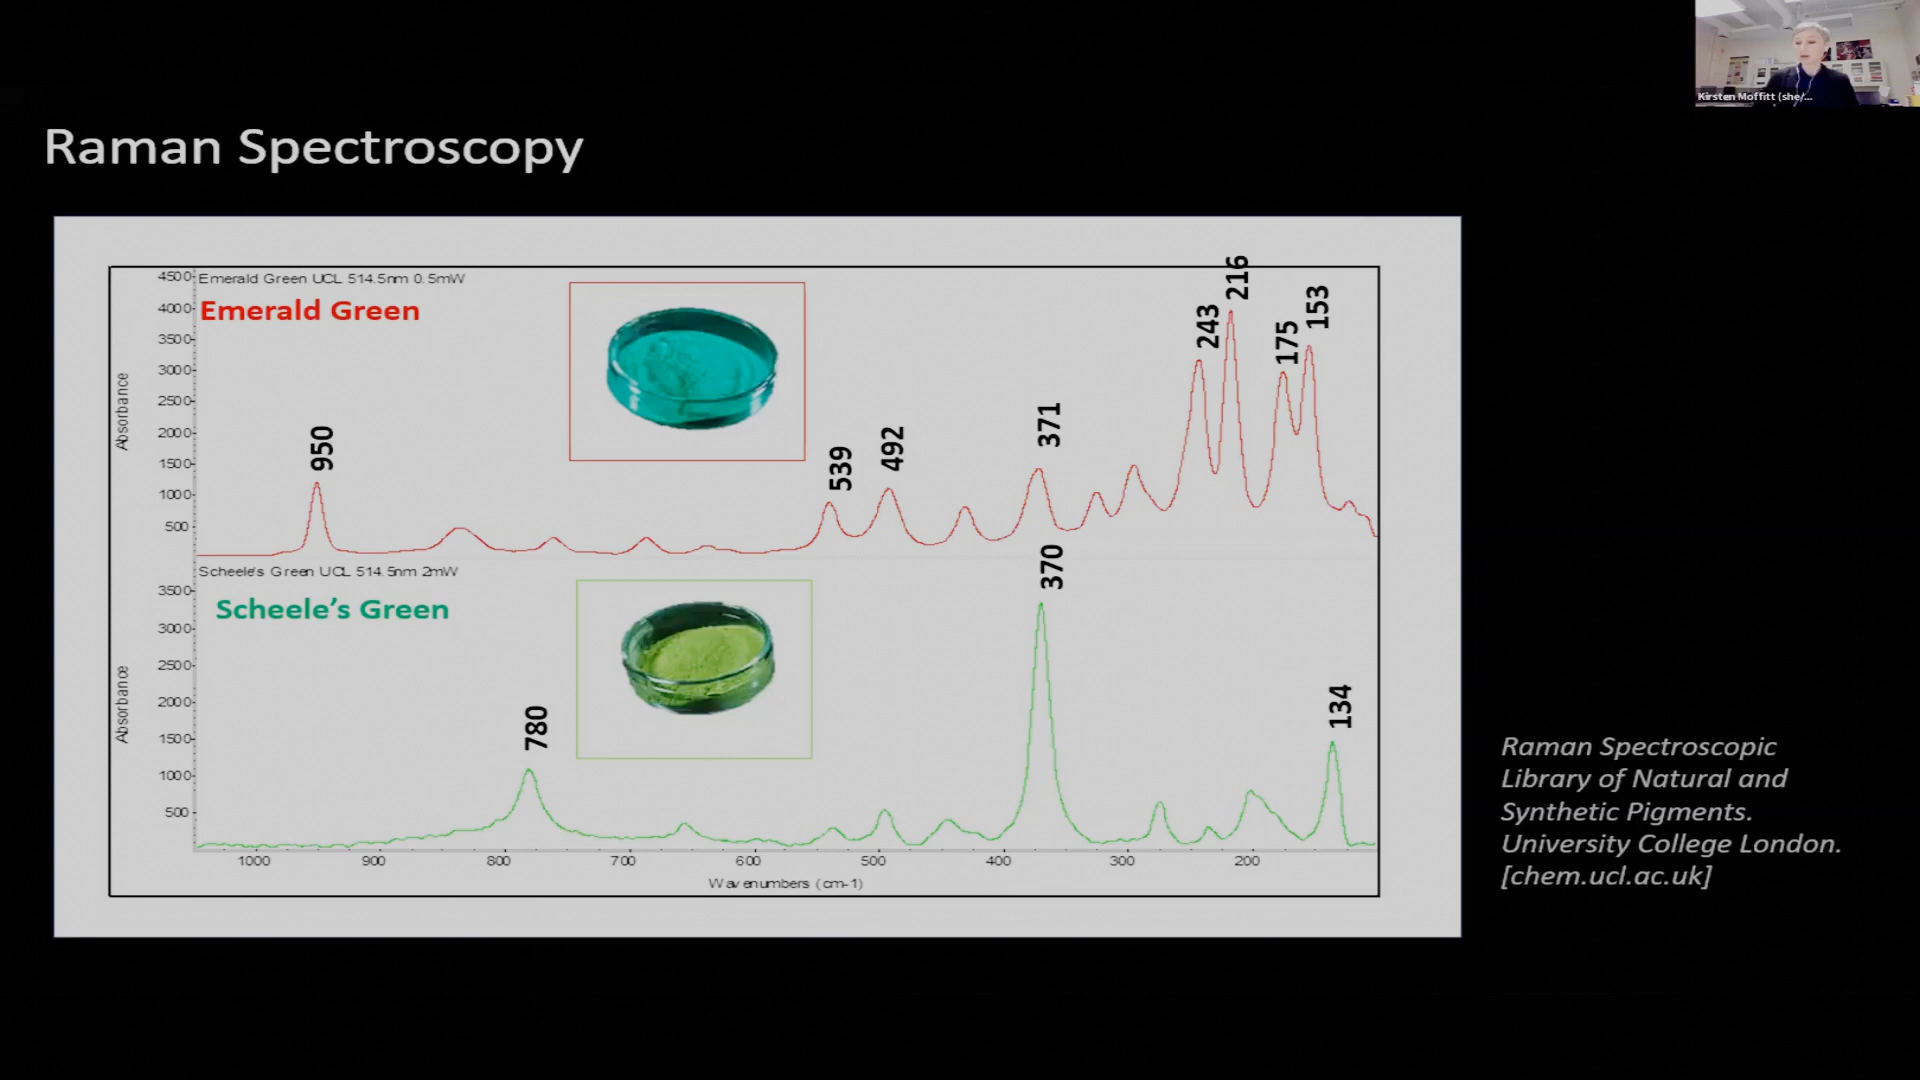 Kirsten Moffitt (she/...
Raman Spectroscopy
4500 Emerald Green UCL 514.5nm 0.5mW
Emerald Green
4000
3500
3000
2500
2000
1500
1000
500
Absorbance
950
539
492
371
243
216
175
153
Scheele's Green UCL 514.5nm 2mW
Scheele's Green
3500
3000
2500
2000
1500
1000
500
Absorbance
780
370
134
1000 900 800 700 600 500 400 300 200
Wavenumbers (cm-1)
Raman Spectroscopic
Library of Natural and
Synthetic Pigments.
University College London.
[chem.ucl.ac.uk]